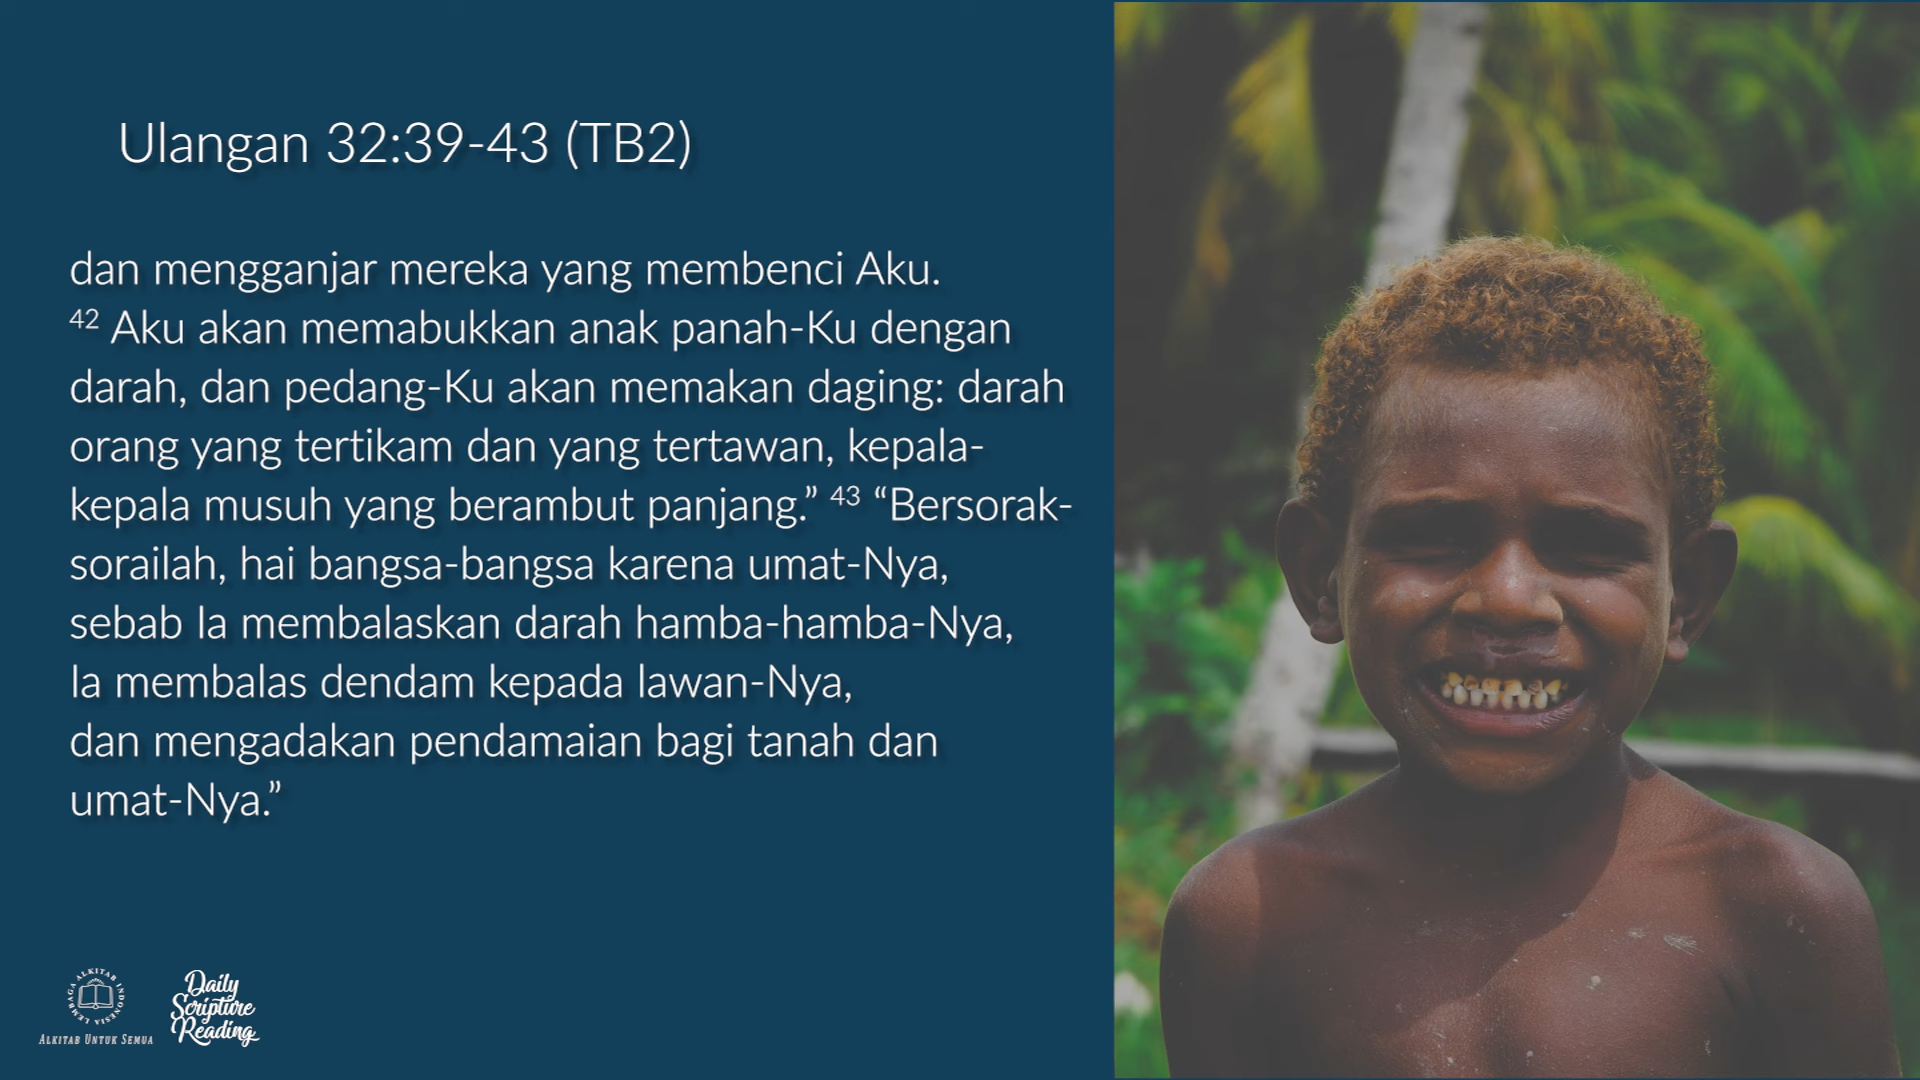 Ulangan 32:39-43 (TB2)
dan mengganjar mereka yang membenci Aku.
42 Aku akan memabukkan anak panah-Ku dengan
darah, dan pedang-Ku akan memakan daging: darah
orang yang tertikam dan yang tertawan, kepala-
kepala musuh yang berambut panjang.” 43 “Bersorak-
sorailah, hai bangsa-bangsa karena umat-Nya,
sebab Ia membalaskan darah hamba-hamba-Nya,
Ia membalas dendam kepada lawan-Nya,
dan mengadakan pendamaian bagi tanah dan
umat-Nya.”
LEMBAGA ALKITAB INDONESIA
ALKITAB UNTUK SEMUA
Daily
Scripture
Reading